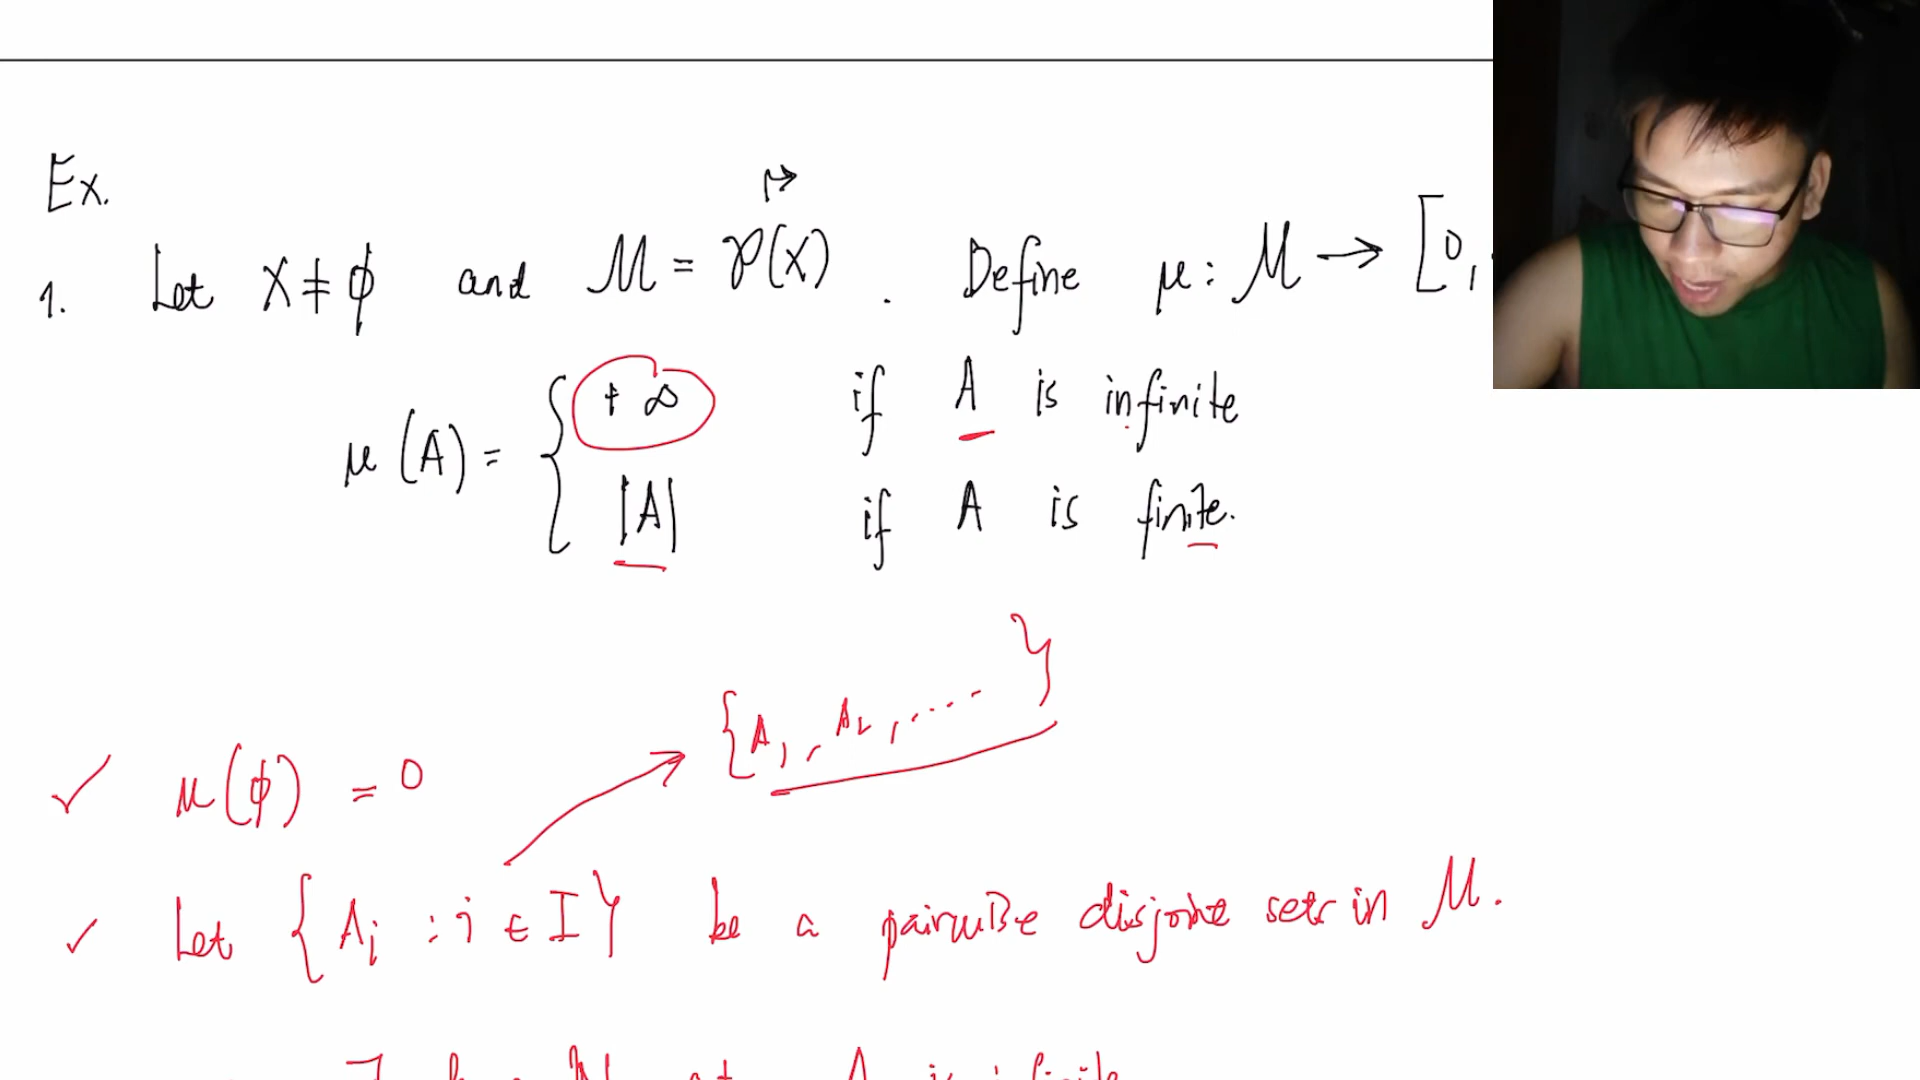 Ex.
1. Let X ≠ ϕ and M = P(X). Define μ: M → [0,
μ(A) = { +∞ if A is infinite
|A| if A is finite.
{A₁, A₂, .... }
✓ μ(ϕ) = 0
✓ Let {Aᵢ : i ∈ I} be a pairwise disjoint sets in M.